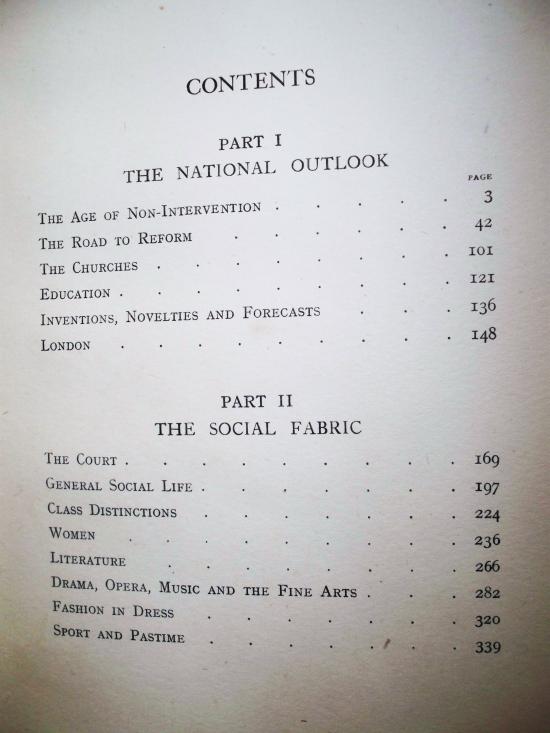 CONTENTS
PART I
THE NATIONAL OUTLOOK
PAGE
THE AGE OF NON-INTERVENTION . . . . . 3
THE ROAD TO REFORM . . . . . . 42
THE CHURCHES . . . . . . . . 101
EDUCATION . . . . . . . . . 121
INVENTIONS, NOVELTIES AND FORECASTS . . . 136
LONDON . . . . . . . . . 148
PART II
THE SOCIAL FABRIC
THE COURT . . . . . . . . . 169
GENERAL SOCIAL LIFE . . . . . . . 197
CLASS DISTINCTIONS . . . . . . . 224
WOMEN . . . . . . . . . 236
LITERATURE . . . . . . . . 266
DRAMA, OPERA, MUSIC AND THE FINE ARTS . . . 282
FASHION IN DRESS . . . . . . . 320
SPORT AND PASTIME . . . . . . . 339